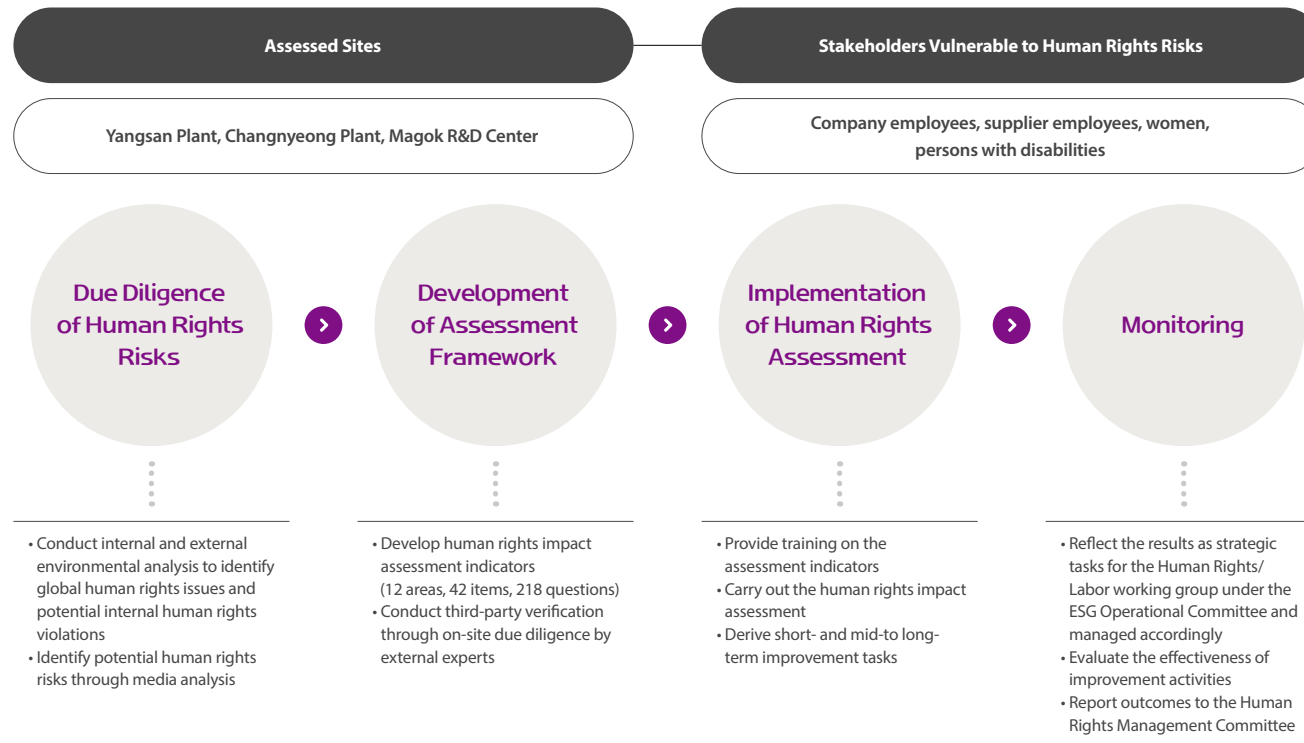 Assessed Sites
Stakeholders Vulnerable to Human Rights Risks
Yangsan Plant, Changnyeong Plant, Magok R&D Center
Company employees, supplier employees, women,
persons with disabilities
Due Diligence
of Human Rights
Risks
Development
of Assessment
Framework
Implementation
of Human Rights
Assessment
Monitoring
• Conduct internal and external
environmental analysis to identify
global human rights issues and
potential internal human rights
violations
• Identify potential human rights
risks through media analysis
• Develop human rights impact
assessment indicators
(12 areas, 42 items, 218 questions)
• Conduct third-party verification
through on-site due diligence by
external experts
• Provide training on the
assessment indicators
• Carry out the human rights impact
assessment
• Derive short- and mid-to long-
term improvement tasks
• Reflect the results as strategic
tasks for the Human Rights/
Labor working group under the
ESG Operational Committee and
managed accordingly
• Evaluate the effectiveness of
improvement activities
• Report outcomes to the Human
Rights Management Committee